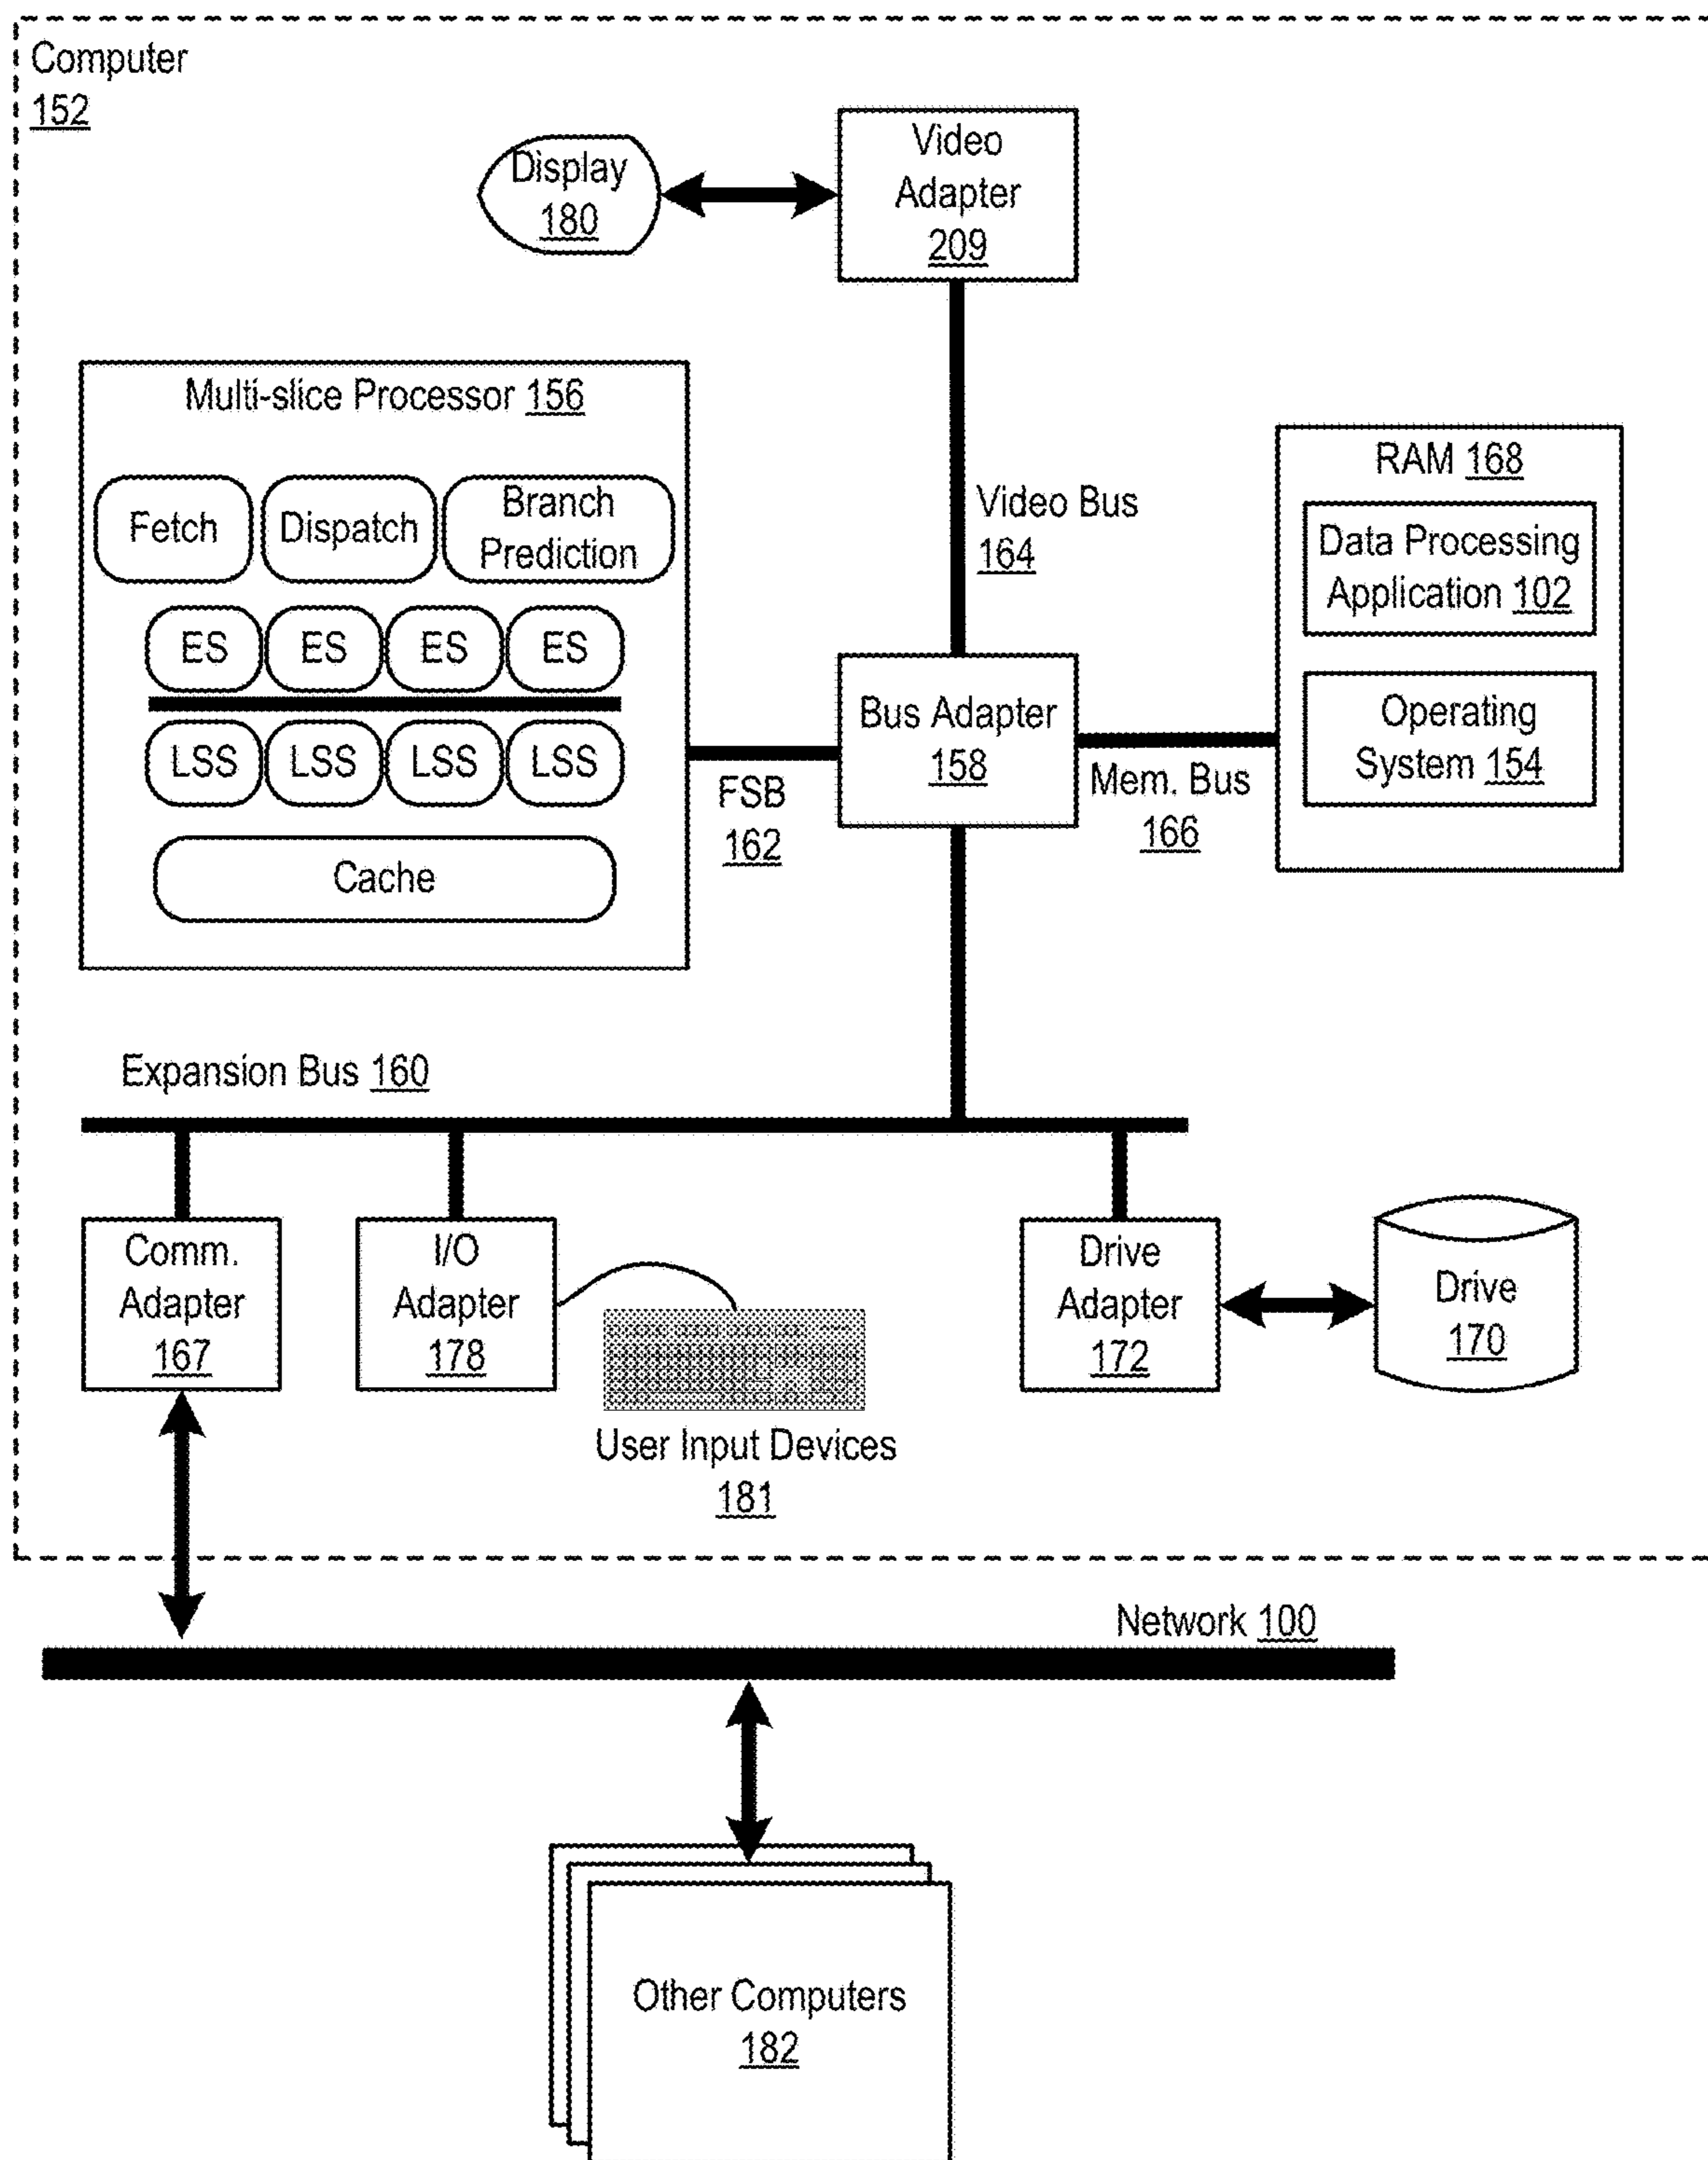 Computer
152
Display
180
Video
Adapter
209
Multi-slice Processor 156
Fetch
Dispatch
Branch
Prediction
ES
ES
ES
ES
LSS
LSS
LSS
LSS
Cache
Video Bus
164
RAM 168
Data Processing
Application 102
Operating
System 154
Bus Adapter
158
FSB
162
Mem. Bus
166
Expansion Bus 160
Comm.
Adapter
167
I/O
Adapter
178
User Input Devices
181
Drive
Adapter
172
Drive
170
Network 100
Other Computers
182